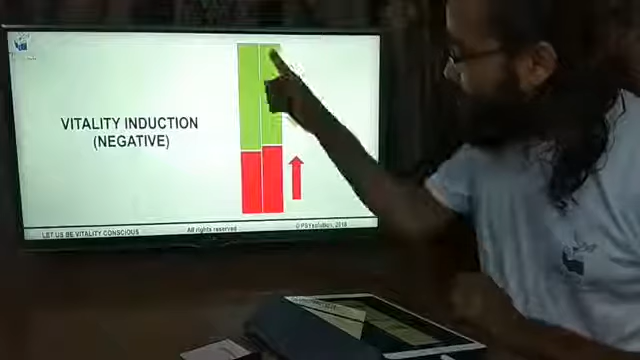 VITALITY INDUCTION
(NEGATIVE)
LET US BE VITALITY CONSCIOUS
All rights reserved
© PSYsolution, 2018